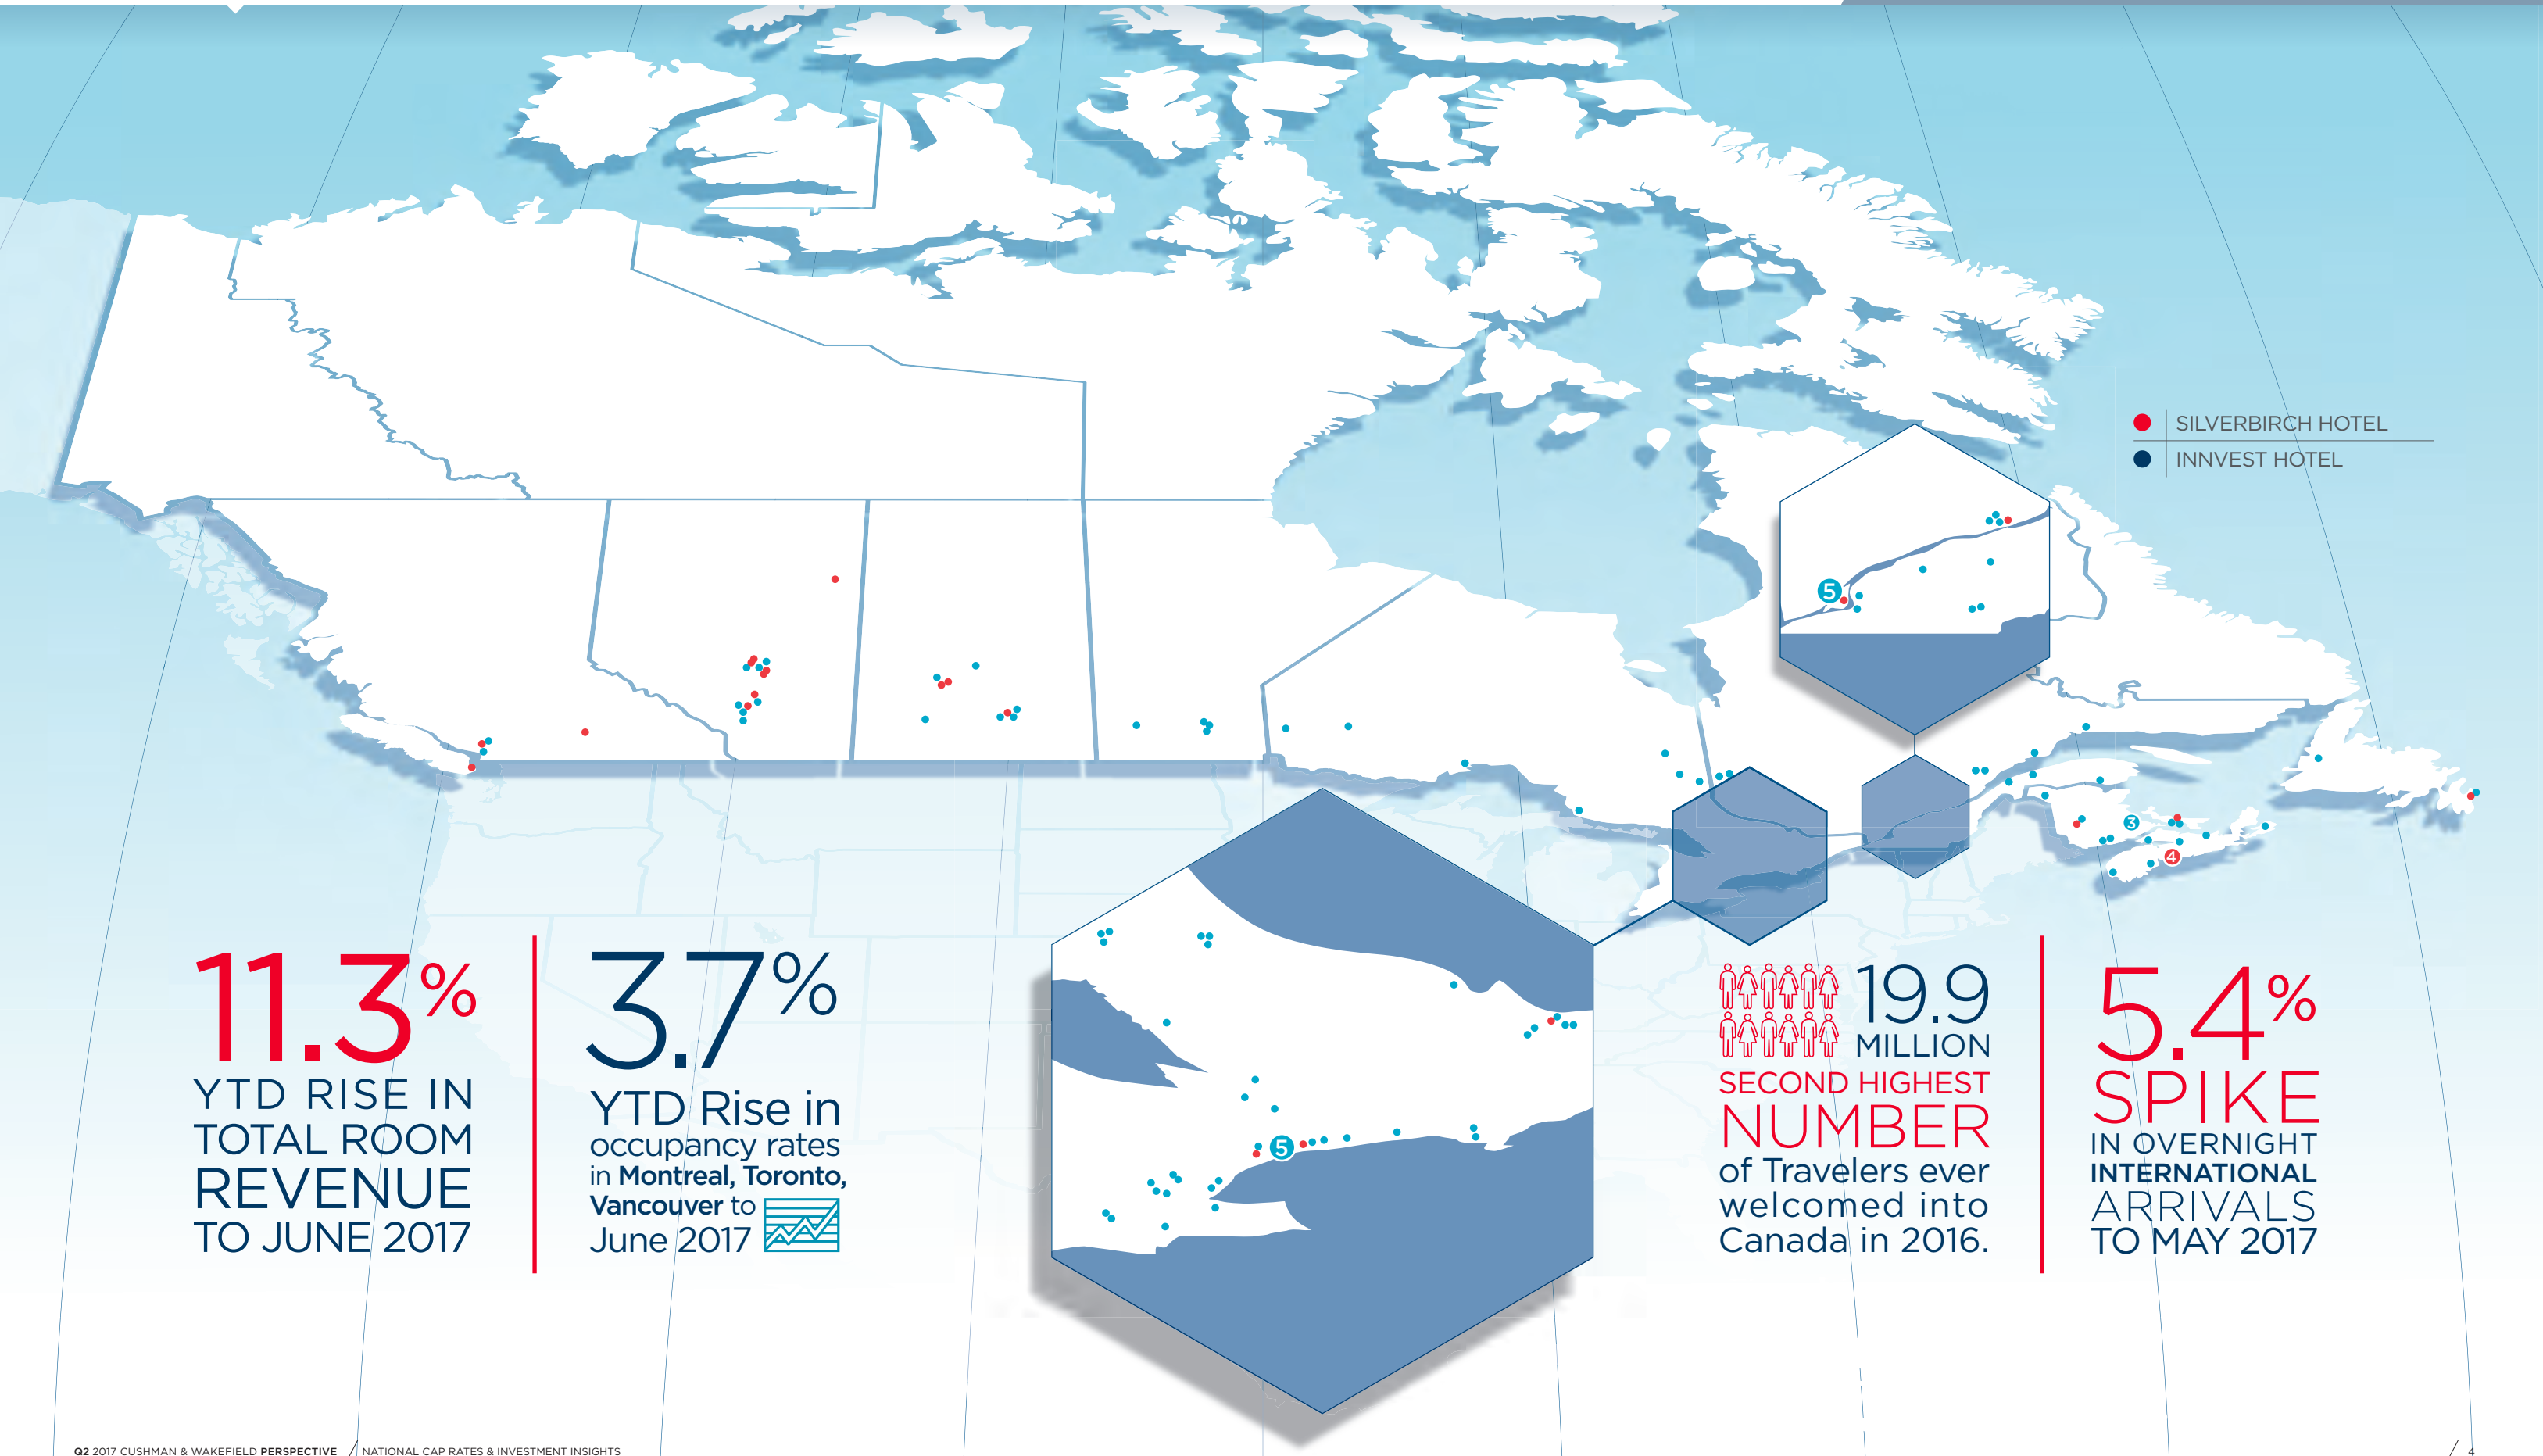 SILVERBIRCH HOTEL
INNVEST HOTEL
5
3
4
5
11.3%
YTD RISE IN
TOTAL ROOM
REVENUE
TO JUNE 2017
3.7%
YTD Rise in
occupancy rates
in Montreal, Toronto,
Vancouver to
June 2017
19.9
MILLION
SECOND HIGHEST
NUMBER
of Travelers ever
welcomed into
Canada in 2016.
5.4%
SPIKE
IN OVERNIGHT
INTERNATIONAL
ARRIVALS
TO MAY 2017
Q2 2017 CUSHMAN & WAKEFIELD PERSPECTIVE / NATIONAL CAP RATES & INVESTMENT INSIGHTS
/ 4